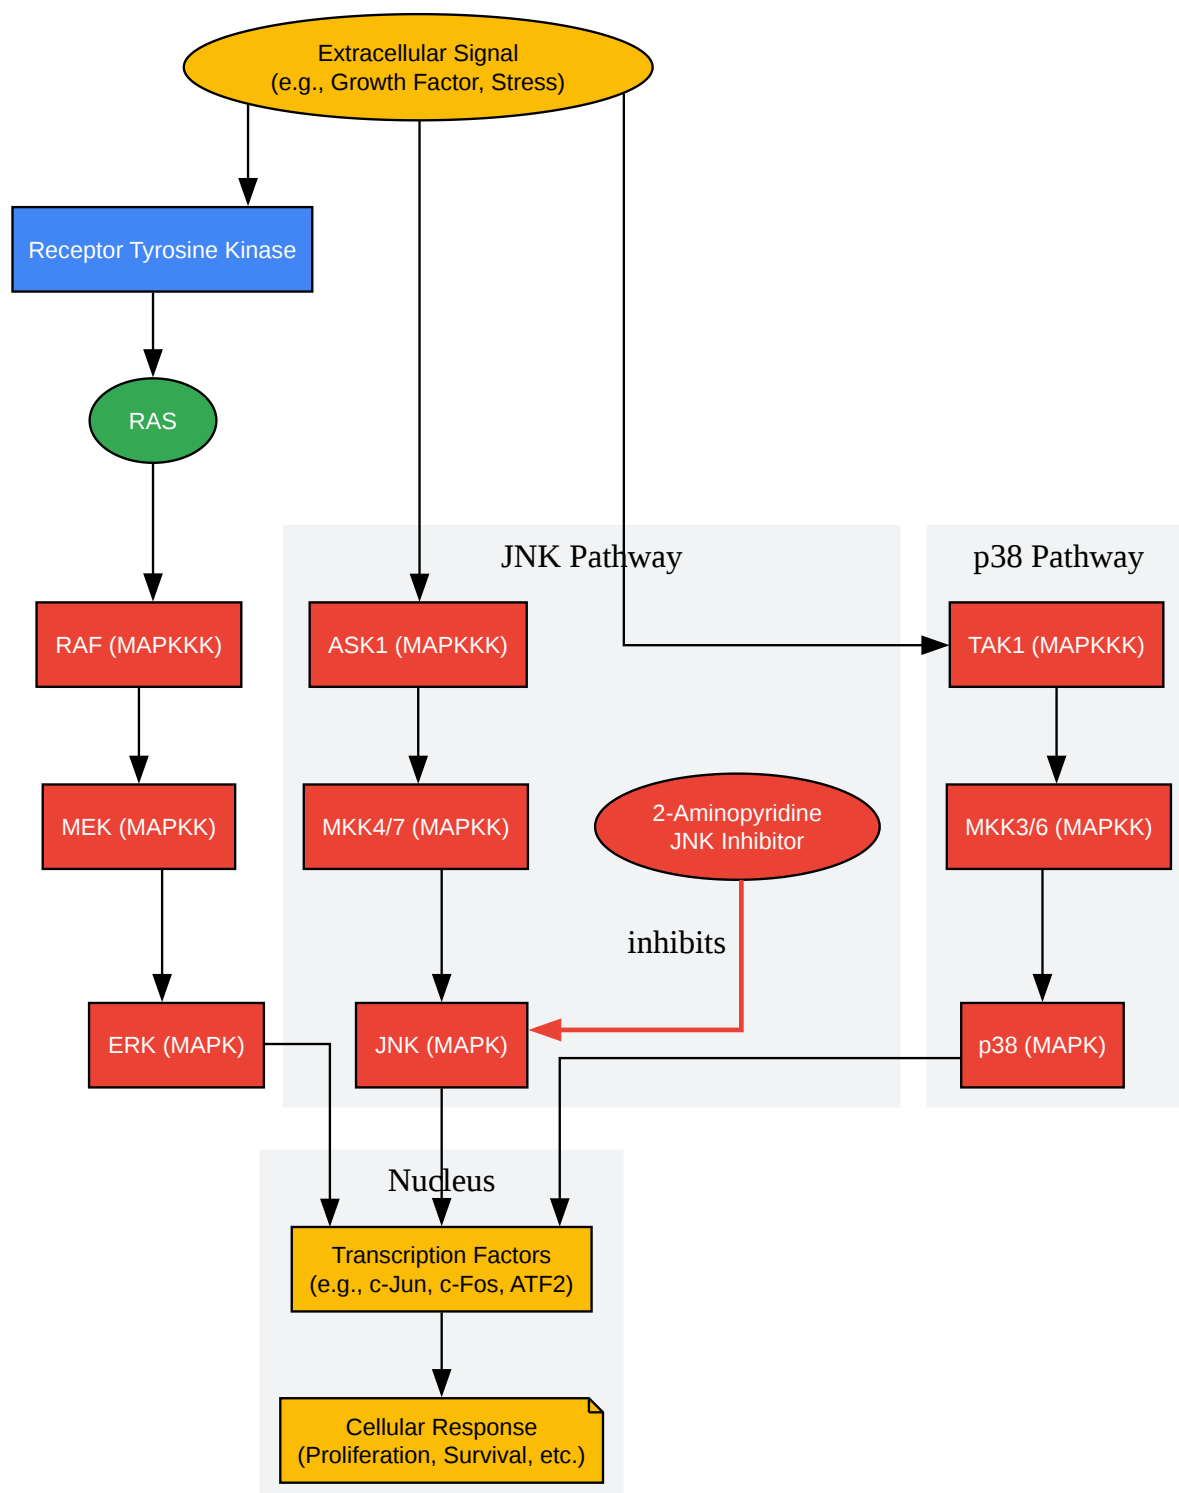 Extracellular Signal
(e.g., Growth Factor, Stress)
Receptor Tyrosine Kinase
RAS
JNK Pathway
p38 Pathway
RAF (MAPKKK)
ASK1 (MAPKKK)
TAK1 (MAPKKK)
MEK (MAPKK)
MKK4/7 (MAPKK)
2-Aminopyridine
JNK Inhibitor
MKK3/6 (MAPKK)
inhibits
ERK (MAPK)
JNK (MAPK)
p38 (MAPK)
Nucleus
Transcription Factors
(e.g., c-Jun, c-Fos, ATF2)
Cellular Response
(Proliferation, Survival, etc.)